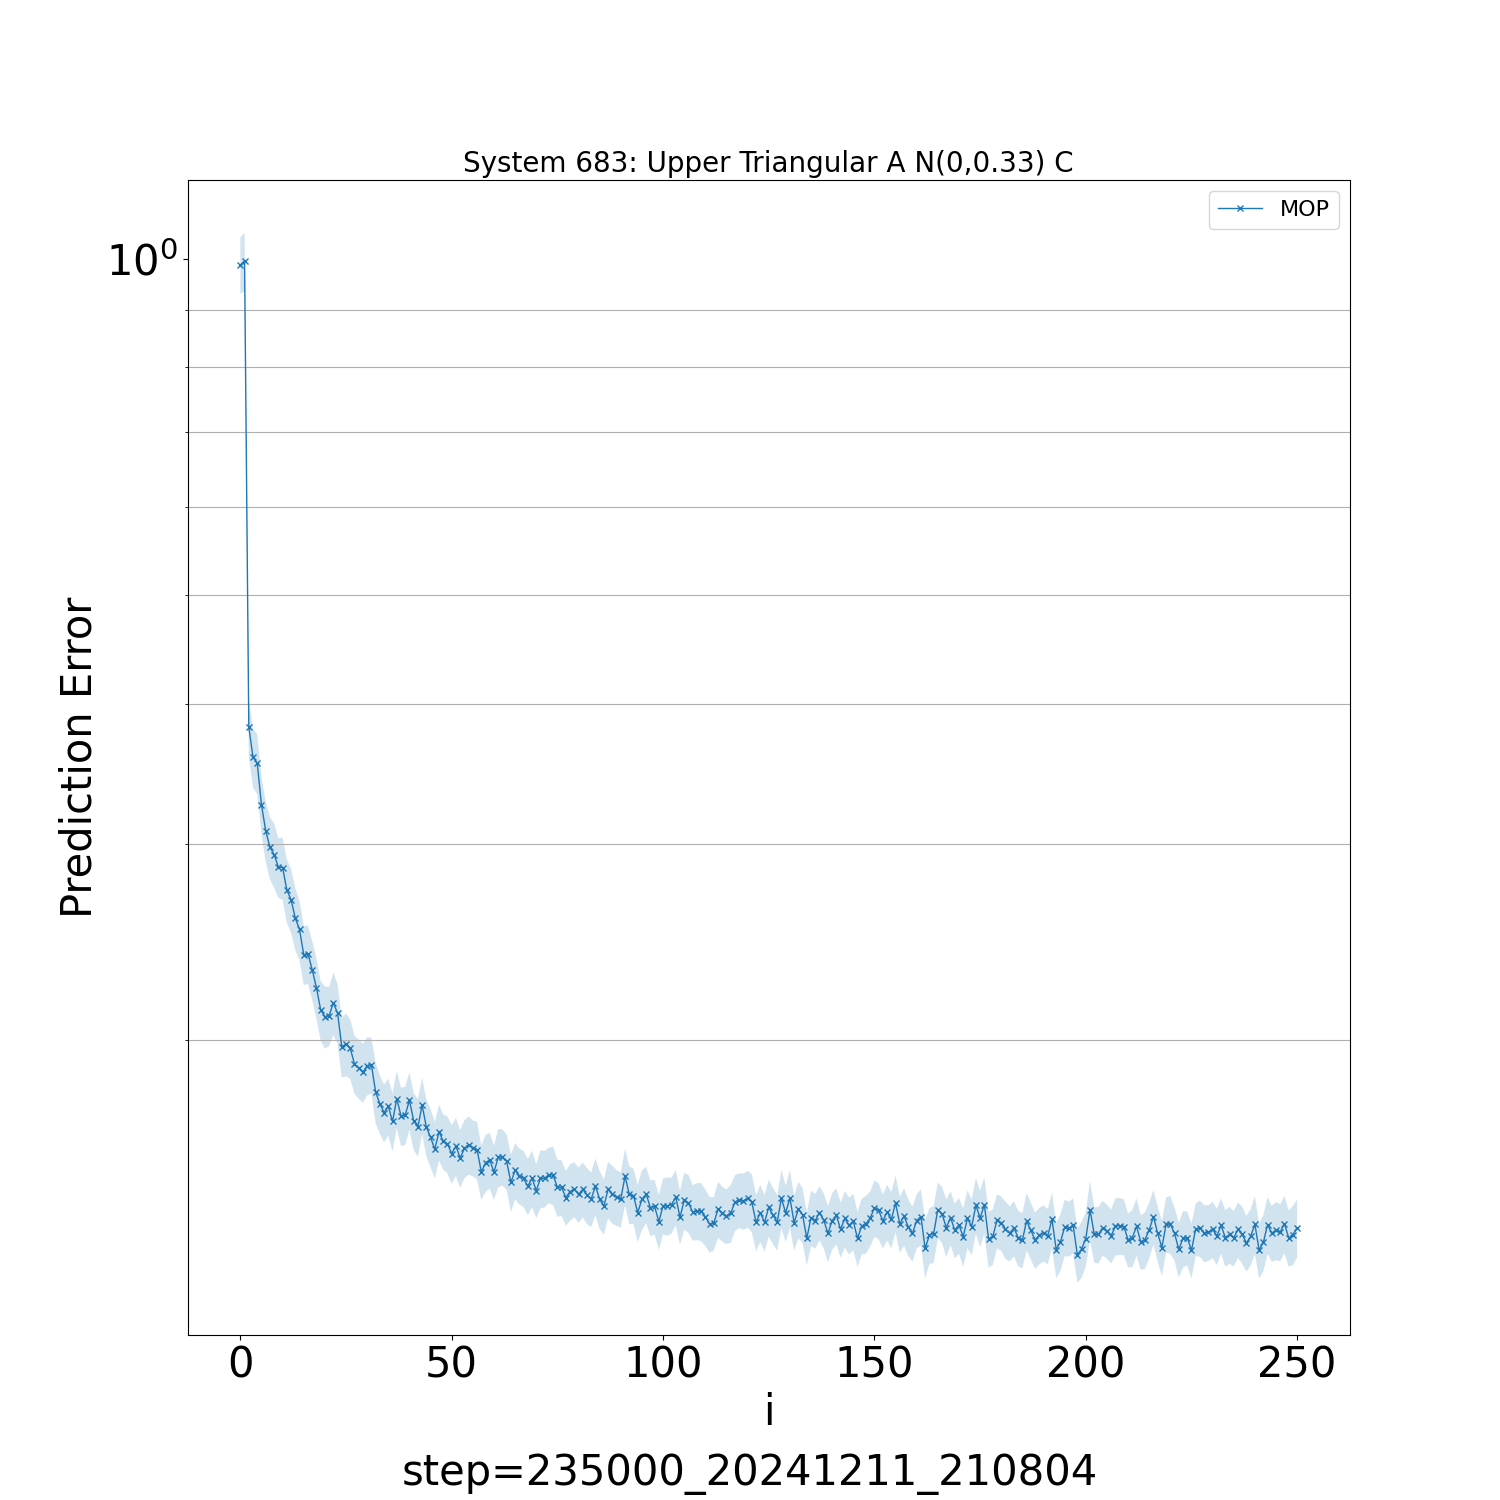 System 683: Upper Triangular A N(0,0.33) C
MOP
10⁰
Prediction Error
0 50 100 150 200 250
i
step=235000_20241211_210804